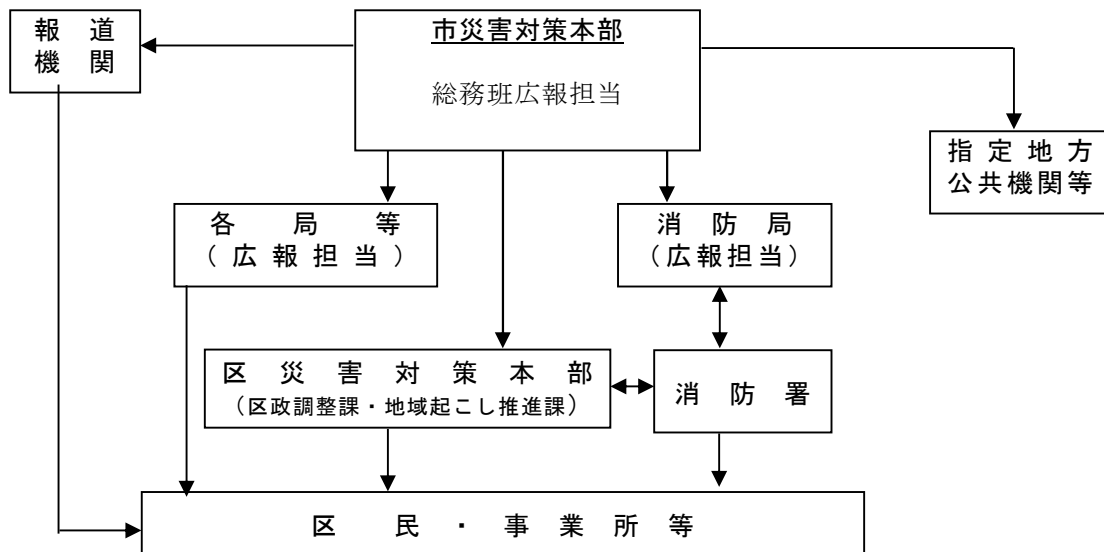 報道
機関
市災害対策本部
総務班広報担当
指定地方
公共機関等
各局等
(広報担当)
消防局
(広報担当)
区災害対策本部
(区政調整課・地域起こし推進課)
消防署
区民・事業所等